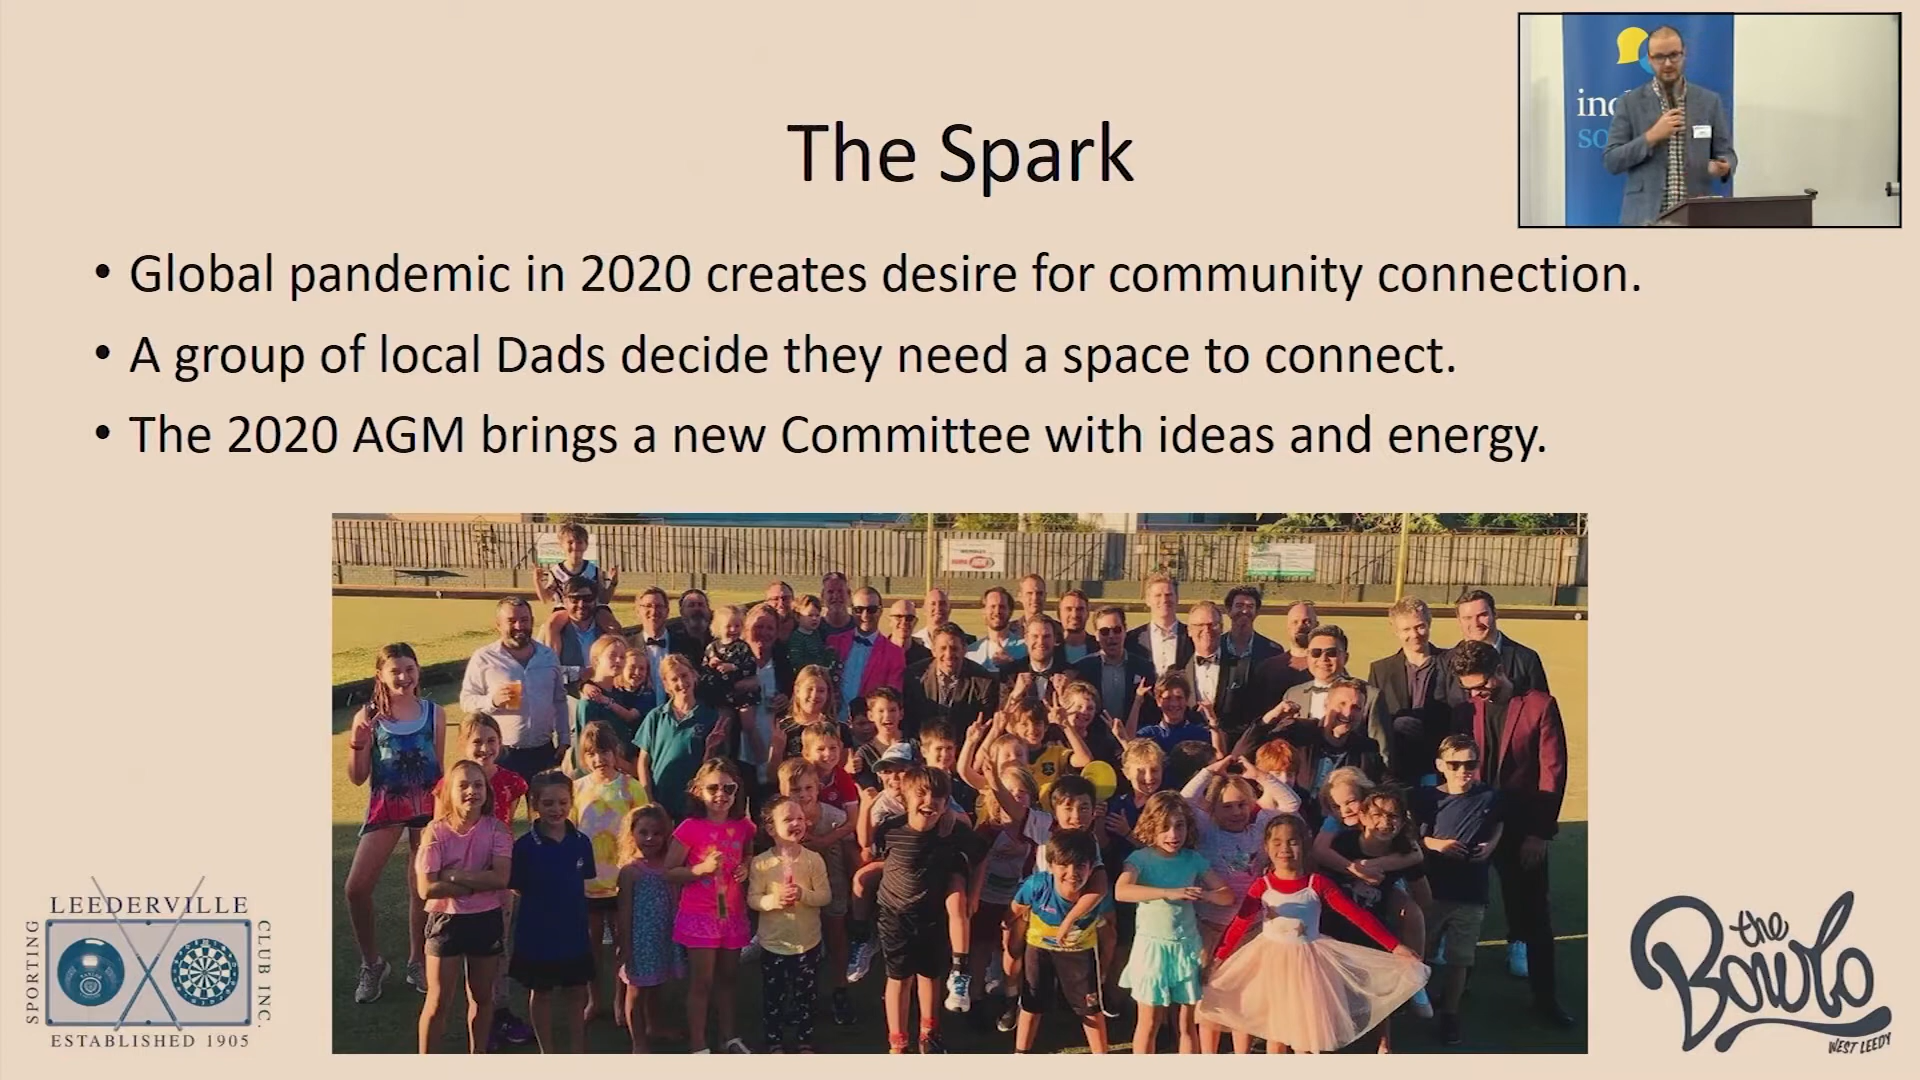 The Spark
• Global pandemic in 2020 creates desire for community connection.
• A group of local Dads decide they need a space to connect.
• The 2020 AGM brings a new Committee with ideas and energy.
LEEDERVILLE
SPORTING
CLUB INC.
ESTABLISHED 1905
the
Bowlo
WEST LEEDY